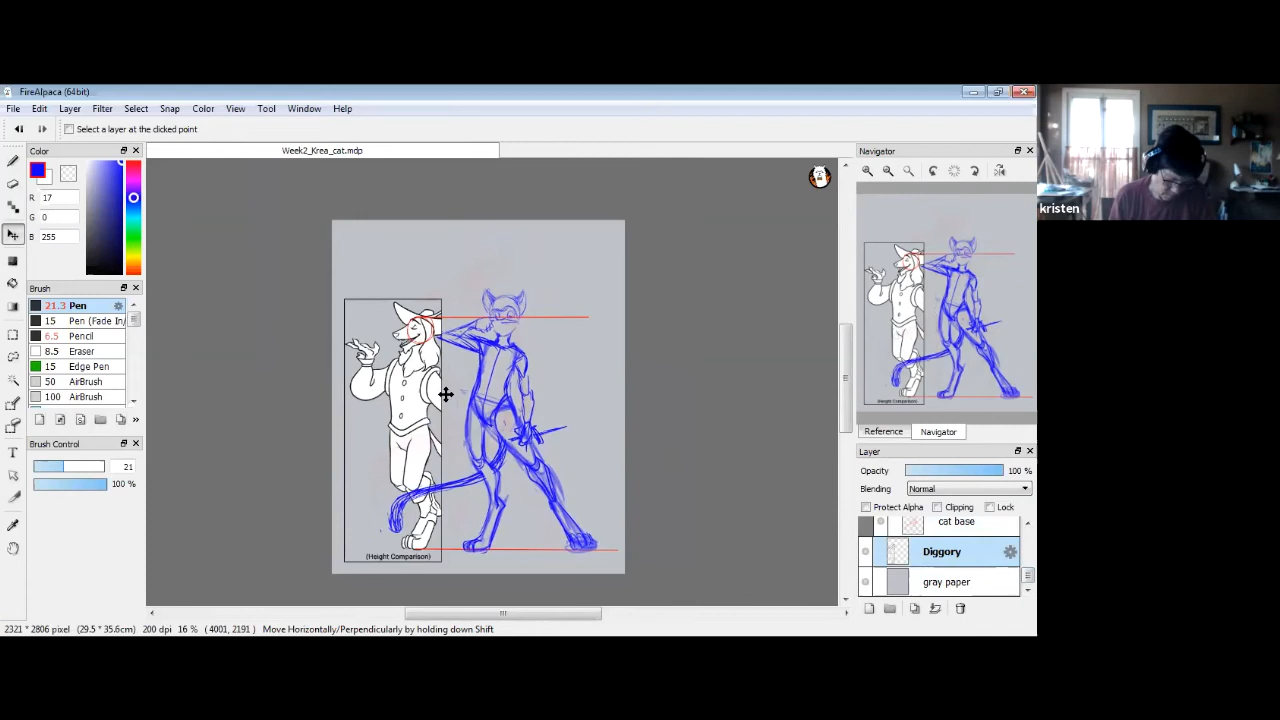 FireAlpaca (64bit)
File Edit Layer Filter Select Snap Color View Tool Window Help
Select a layer at the clicked point
Color
R 17
G 0
B 255
Brush
21.3 Pen
15 Pen (Fade In/
6.5 Pencil
8.5 Eraser
15 Edge Pen
50 AirBrush
100 AirBrush
Brush Control
21
100 %
Week2_Krea_cat.mdp
(Height Comparison)
Navigator
(Height Comparison)
Reference Navigator
Layer
Opacity 100 %
Blending Normal
Protect Alpha Clipping Lock
cat base
Diggory
gray paper
2321 * 2806 pixel (29.5 * 35.6cm) 200 dpi 16 % ( 4001, 2191 ) Move Horizontally/Perpendicularly by holding down Shift
kristen